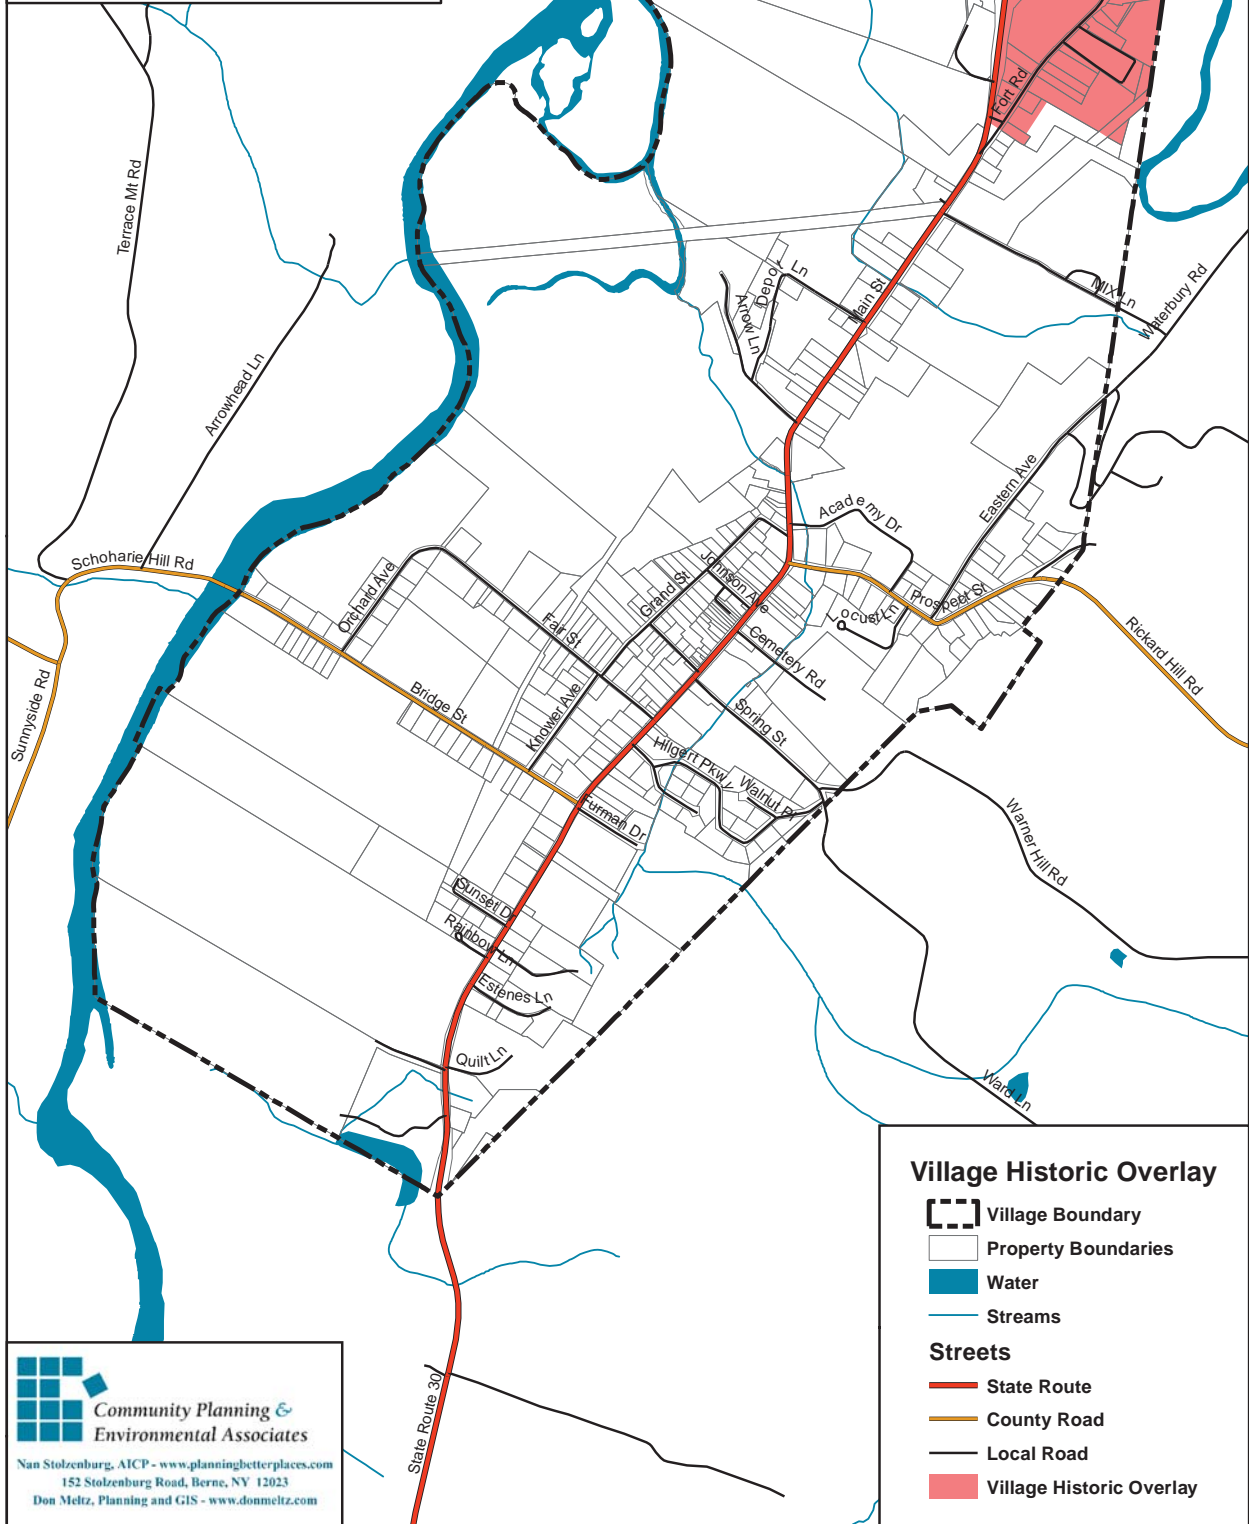 Fort Rd
Terrace Mt Rd
Depot Ln
Arrow Ln
Main St
MIX Ln
Waterbury Rd
Arrowhead Ln
Eastern Ave
Academy Dr
Schoharie Hill Rd
Orchard Ave
Johnson Ave
Grand St
Fair St
Locust Ln
Prospect St
Rickard Hill Rd
Cemetery Rd
Sunnyside Rd
Bridge St
Knower Ave
Spring St
Hilgert Pkwy
Walnut Pl
Furman Dr
Warner Hill Rd
Sunset Dr
Rainbow Ln
Estenes Ln
Quilt Ln
Ward Ln
State Route 30
Village Historic Overlay
Village Boundary
Property Boundaries
Water
Streams
Streets
State Route
County Road
Local Road
Village Historic Overlay
Community Planning &
Environmental Associates
Nan Stolzenburg, AICP - www.planningbetterplaces.com
152 Stolzenburg Road, Berne, NY 12023
Don Meltz, Planning and GIS - www.donmeltz.com